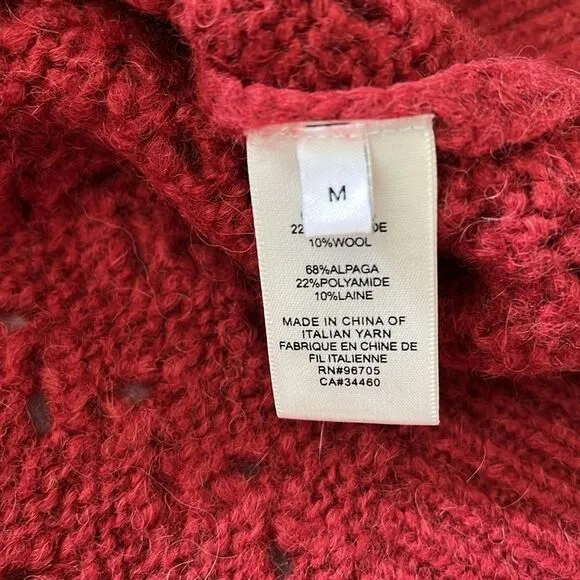 M
10%WOOL
68%ALPAGA
22%POLYAMIDE
10%LAINE
MADE IN CHINA OF
ITALIAN YARN
FABRIQUE EN CHINE DE
FIL ITALIENNE
RN#96705
CA#34460